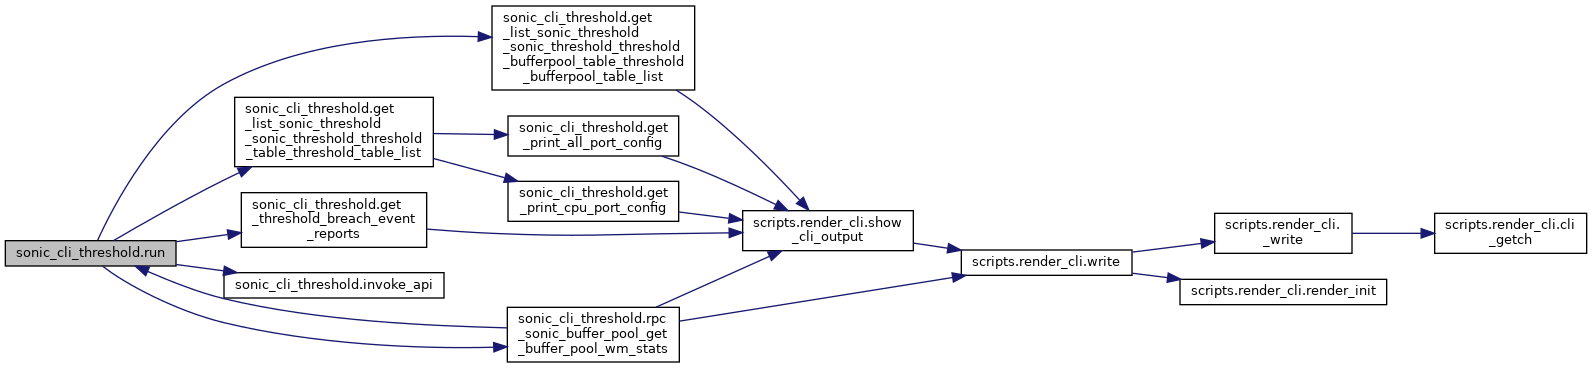 sonic_cli_threshold.run
sonic_cli_threshold.get
_list_sonic_threshold
_sonic_threshold_threshold
_bufferpool_table_threshold
_bufferpool_table_list
sonic_cli_threshold.get
_list_sonic_threshold
_sonic_threshold_threshold
_table_threshold_table_list
sonic_cli_threshold.get
_threshold_breach_event
_reports
sonic_cli_threshold.invoke_api
sonic_cli_threshold.get
_print_all_port_config
sonic_cli_threshold.get
_print_cpu_port_config
sonic_cli_threshold.rpc
_sonic_buffer_pool_get
_buffer_pool_wm_stats
scripts.render_cli.show
_cli_output
scripts.render_cli.write
scripts.render_cli.
_write
scripts.render_cli.render_init
scripts.render_cli.cli
_getch